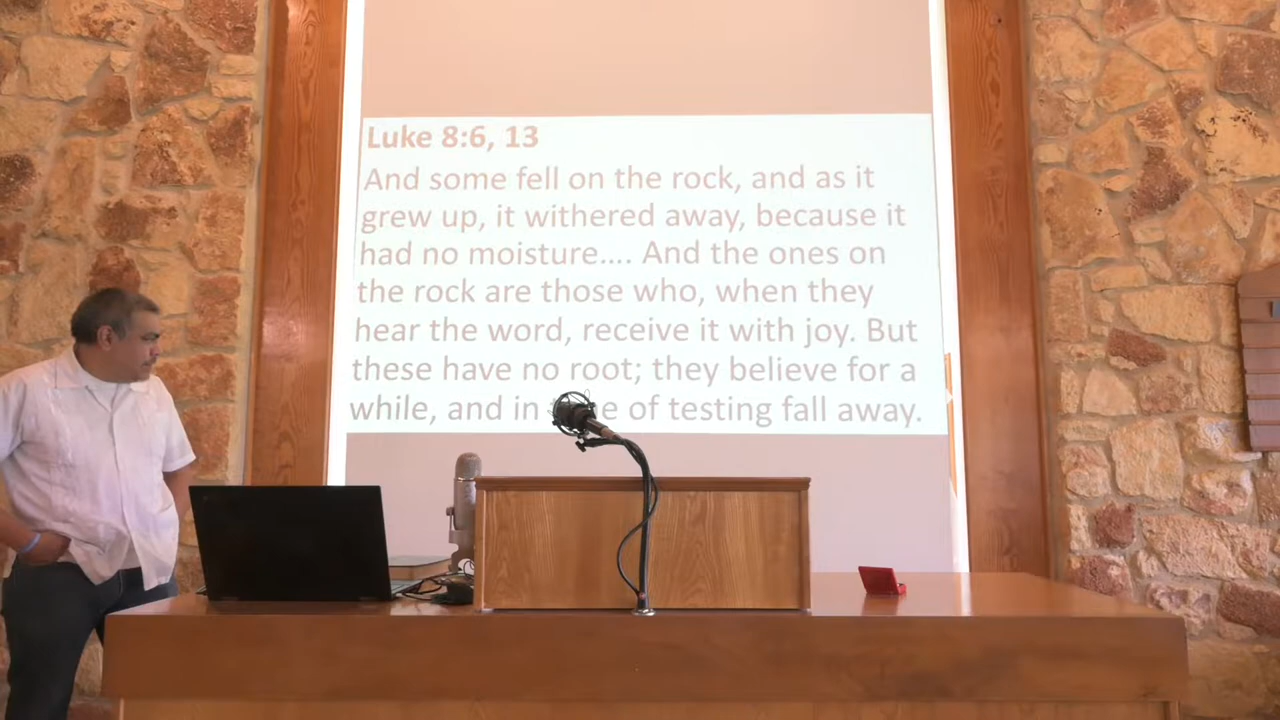 Luke 8:6, 13
And some fell on the rock, and as it
grew up, it withered away, because it
had no moisture.... And the ones on
the rock are those who, when they
hear the word, receive it with joy. But
these have no root; they believe for a
while, and in of testing fall away.